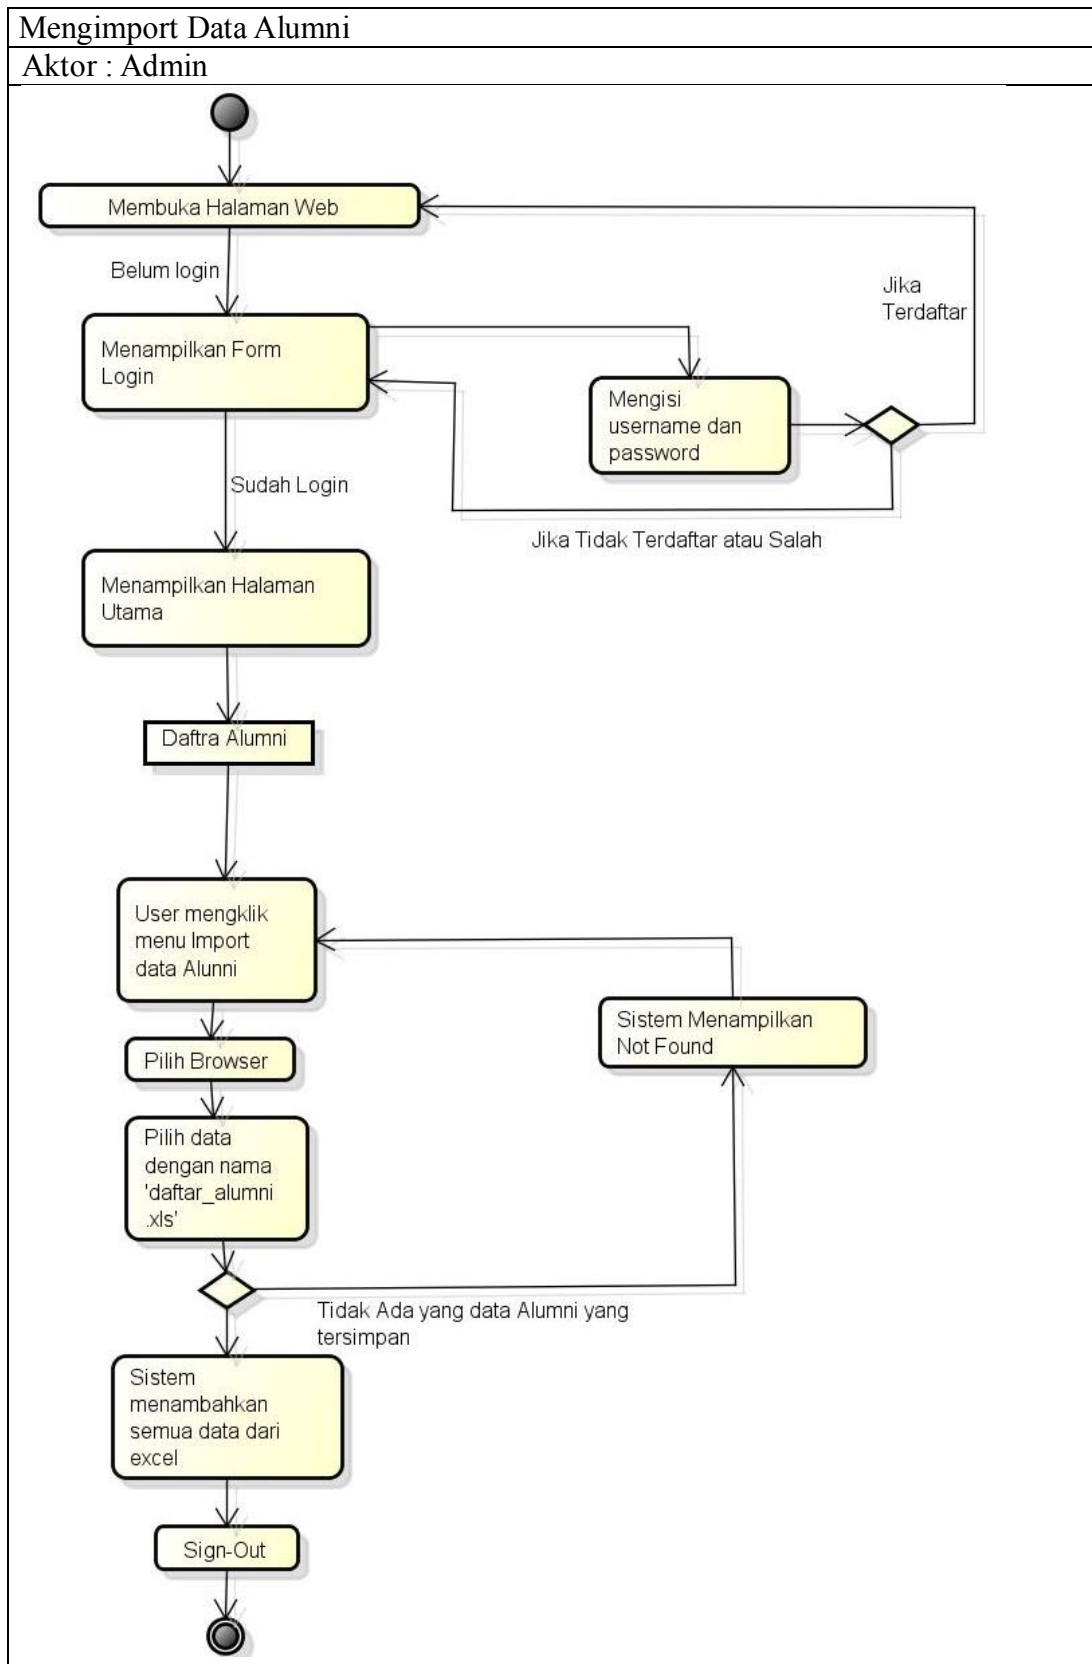 Mengimport Data Alumni
Aktor : Admin
Membuka Halaman Web
Belum login
Jika
Terdaftar
Menampilkan Form
Login
Mengisi
username dan
password
Sudah Login
Jika Tidak Terdaftar atau Salah
Menampilkan Halaman
Utama
Daftra Alumni
User mengklik
menu Import
data Alunni
Sistem Menampilkan
Not Found
Pilih Browser
Pilih data
dengan nama
'daftar_alumni
.xls'
Tidak Ada yang data Alumni yang
tersimpan
Sistem
menambahkan
semua data dari
excel
Sign-Out